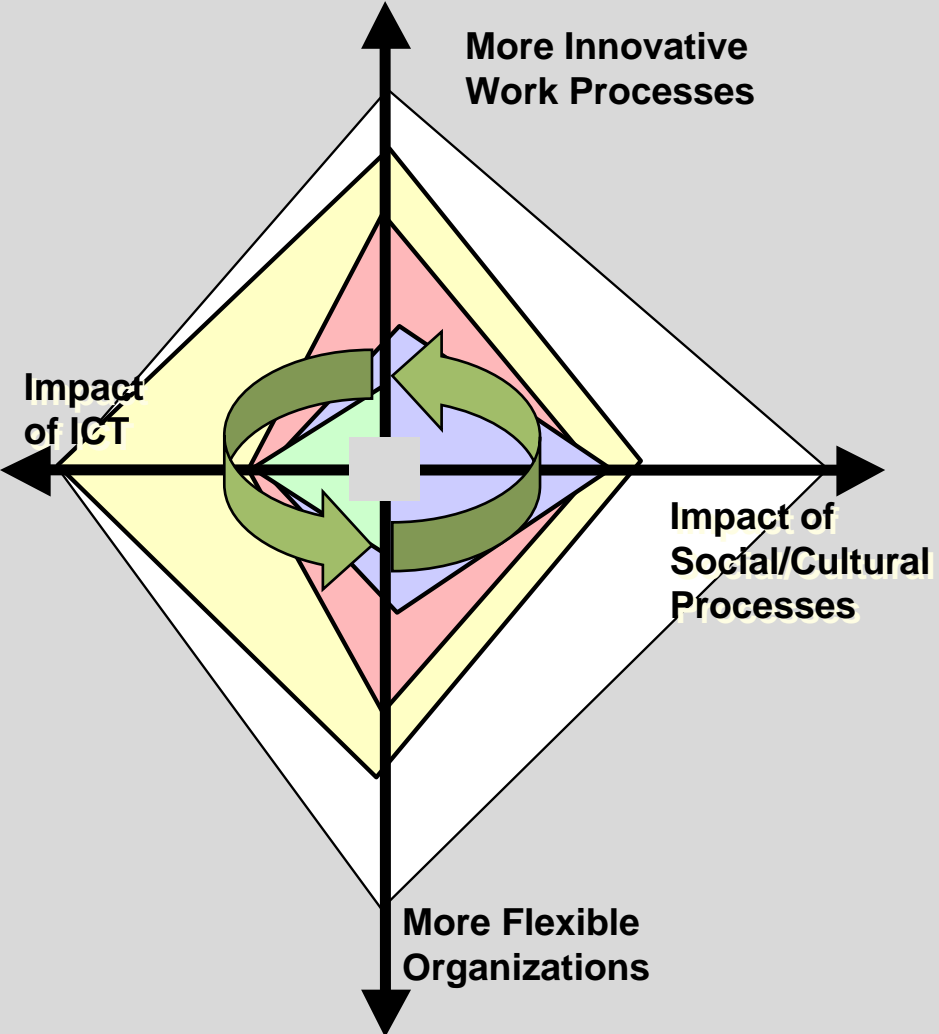 More Innovative
Work Processes
Impact
of ICT
Impact of
Social/Cultural
Processes
More Flexible
Organizations